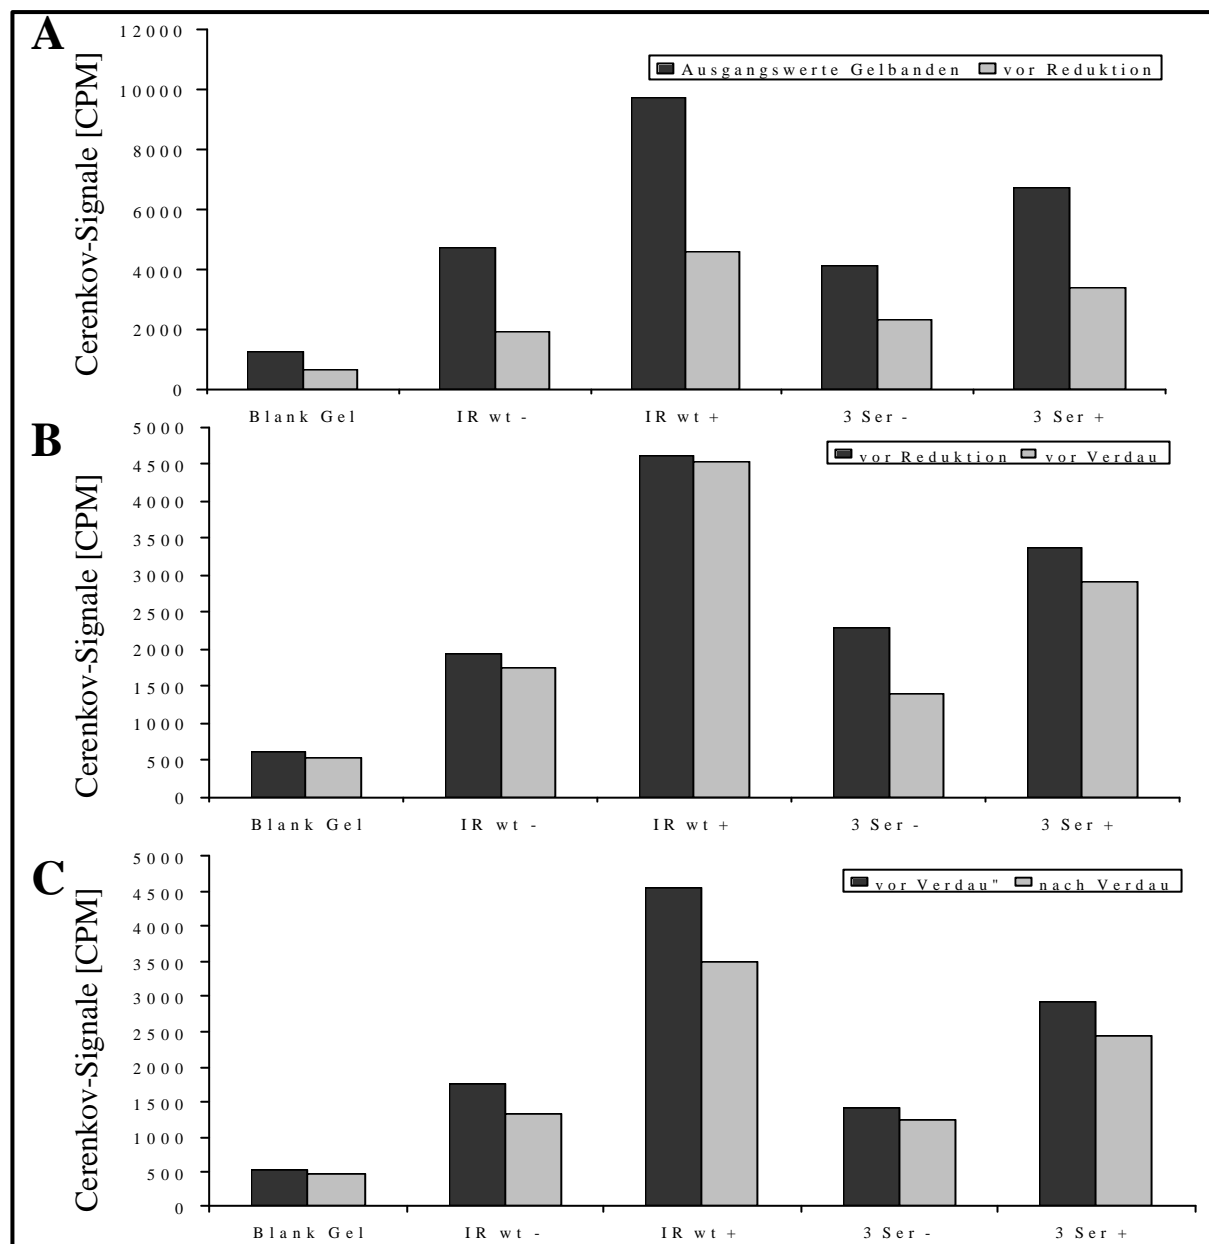 A
Cerenkov-Signale [CPM]
12000
10000
8000
6000
4000
2000
0
Ausgangswerte Gelbanden vor Reduktion
Blank Gel IR wt - IR wt + 3 Ser - 3 Ser +
B
Cerenkov-Signale [CPM]
5000
4500
4000
3500
3000
2500
2000
1500
1000
500
0
vor Reduktion vor Verdau
Blank Gel IR wt - IR wt + 3 Ser - 3 Ser +
C
Cerenkov-Signale [CPM]
5000
4500
4000
3500
3000
2500
2000
1500
1000
500
0
vor Verdau" nach Verdau
Blank Gel IR wt - IR wt + 3 Ser - 3 Ser +